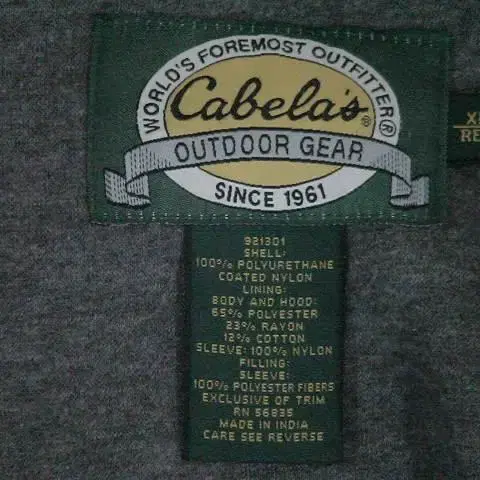 WORLD'S FOREMOST OUTFITTER®
Cabela's®
OUTDOOR GEAR
SINCE 1961
921301
SHELL:
100% POLYURETHANE
COATED NYLON
LINING:
BODY AND HOOD:
65% POLYESTER
23% RAYON
12% COTTON
SLEEVE: 100% NYLON
FILLING:
SLEEVE:
100% POLYESTER FIBERS
EXCLUSIVE OF TRIM
RN 56835
MADE IN INDIA
CARE SEE REVERSE